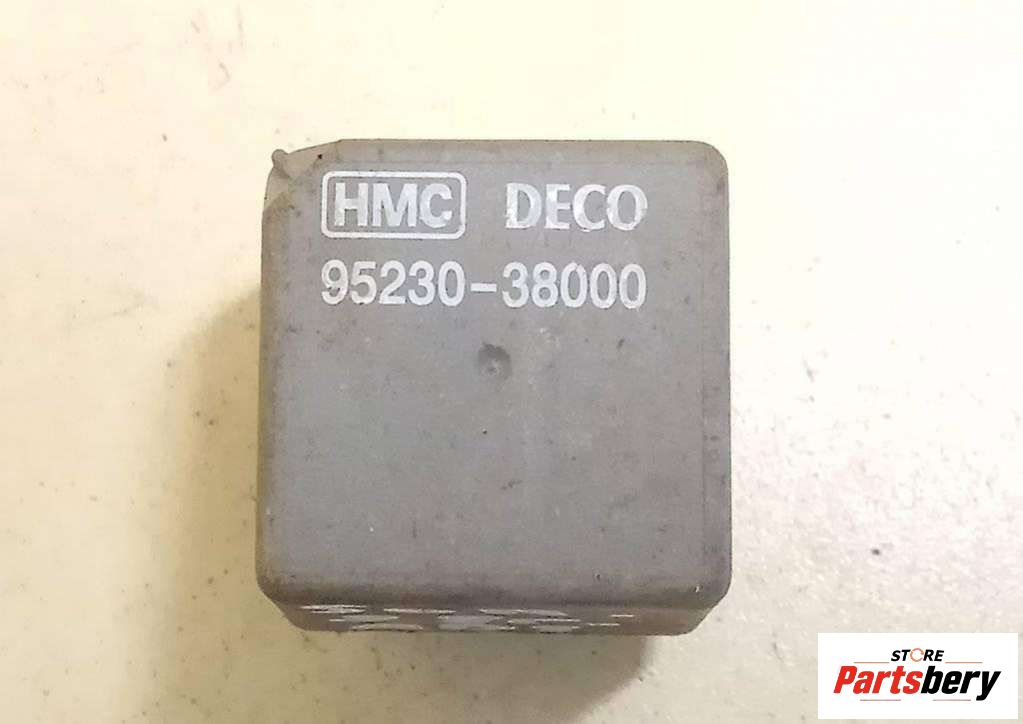 HMC DECO
95230-38000
STORE
Partsbery